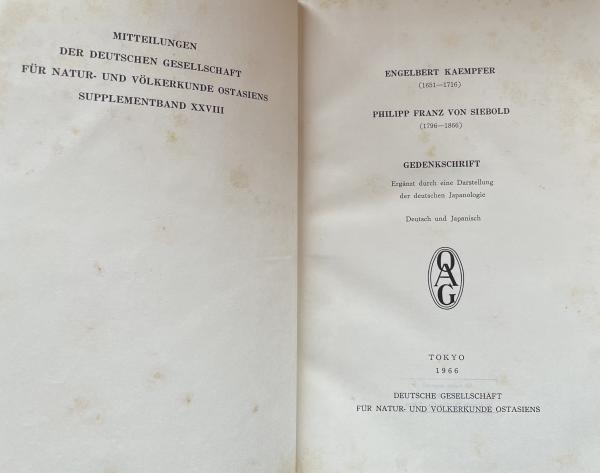 MITTEILUNGEN
DER DEUTSCHEN GESELLSCHAFT
FÜR NATUR- UND VÖLKERKUNDE OSTASIENS
SUPPLEMENTBAND XXVIII
ENGELBERT KAEMPFER
(1651—1716)
PHILIPP FRANZ VON SIEBOLD
(1796—1866)
GEDENKSCHRIFT
Ergänzt durch eine Darstellung
der deutschen Japanologie
Deutsch und Japanisch
OAG
TOKYO
1966
DEUTSCHE GESELLSCHAFT
FÜR NATUR- UND VÖLKERKUNDE OSTASIENS